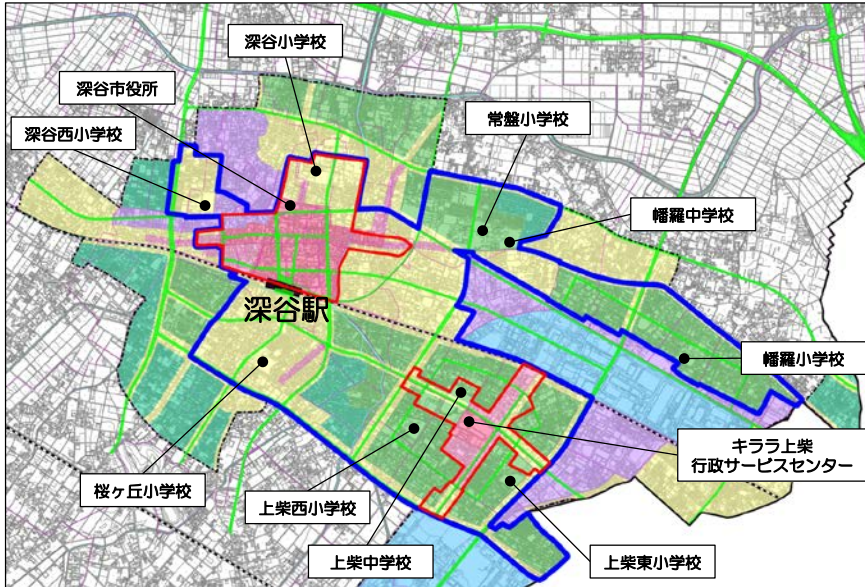 深谷小学校
深谷市役所
深谷西小学校
常盤小学校
幡羅中学校
深谷駅
幡羅小学校
キララ上柴
行政サービスセンター
桜ヶ丘小学校
上柴西小学校
上柴中学校
上柴東小学校